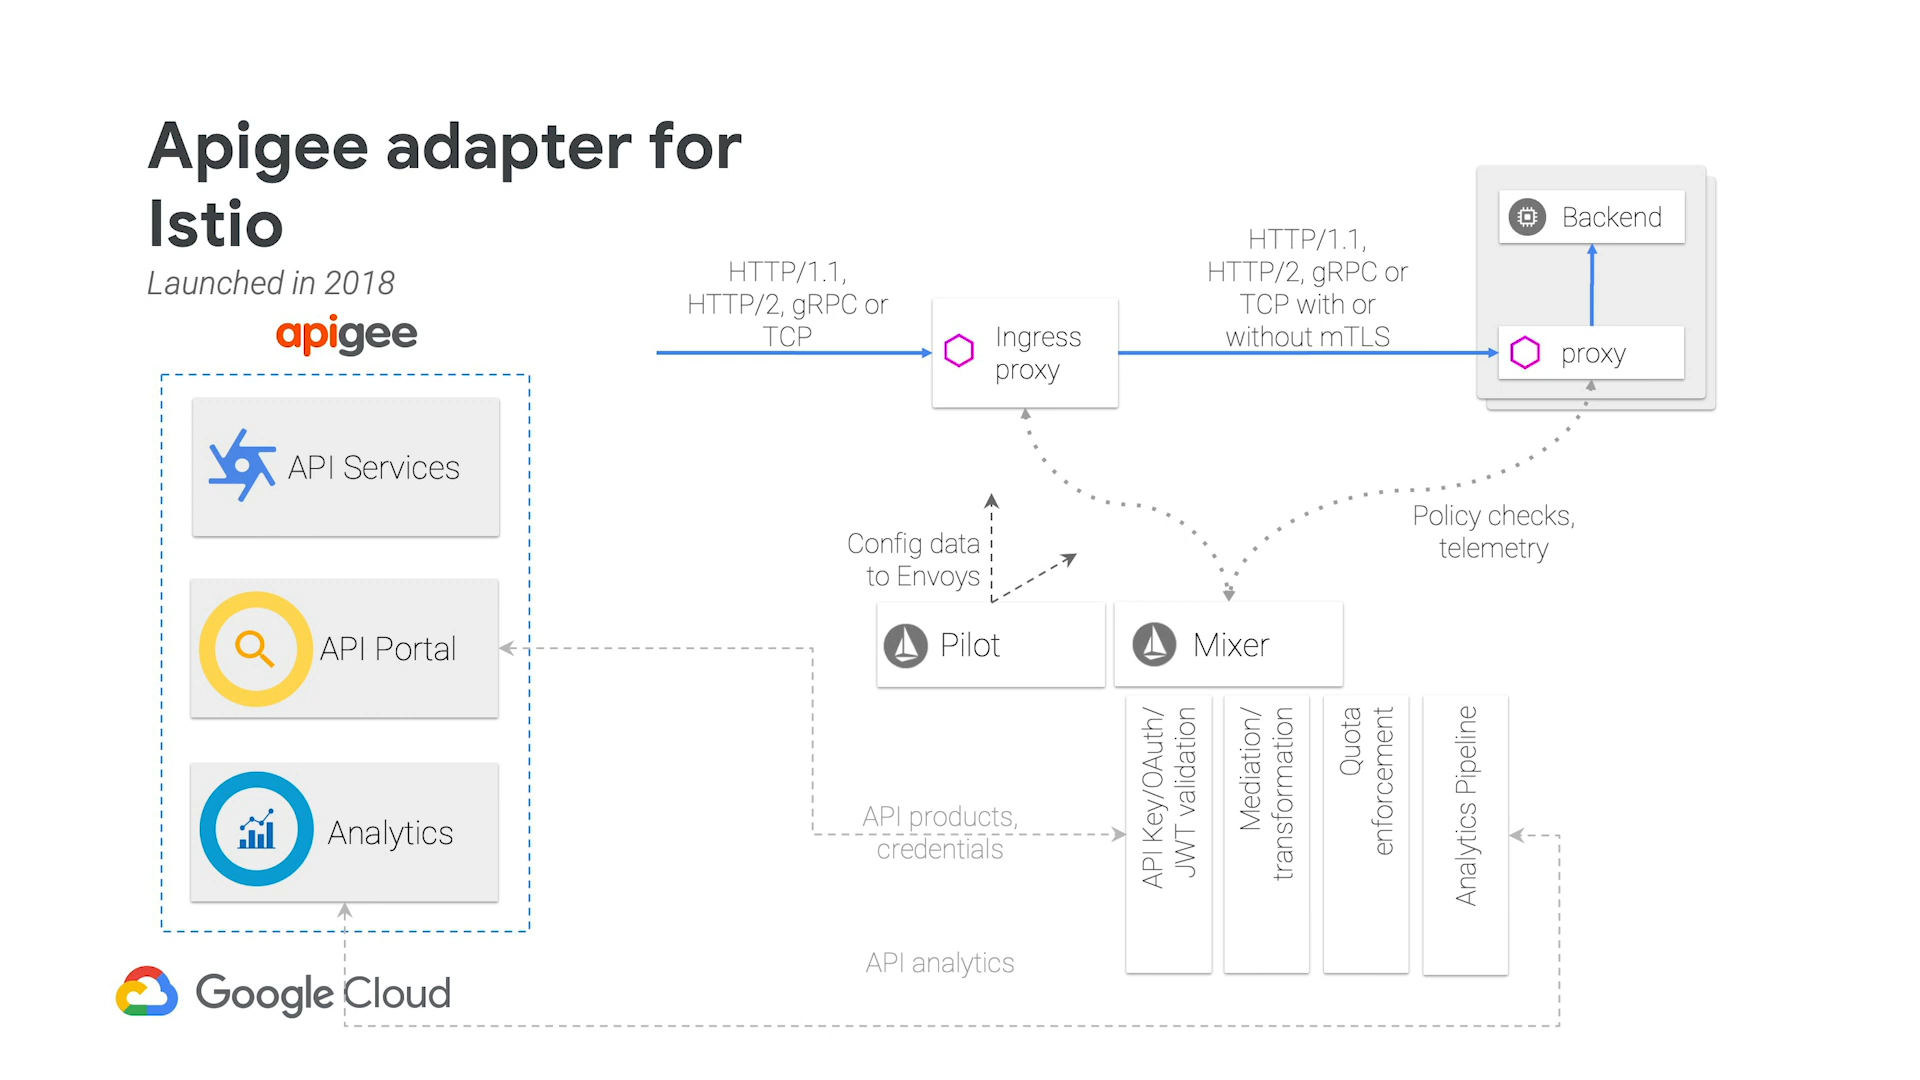 Apigee adapter for
Istio
Launched in 2018
apigee
API Services
API Portal
Analytics
Google Cloud
HTTP/1.1,
HTTP/2, gRPC or
TCP
Ingress
proxy
HTTP/1.1,
HTTP/2, gRPC or
TCP with or
without mTLS
Backend
proxy
Policy checks,
telemetry
Config data
to Envoys
Pilot
Mixer
API Key/OAuth/
JWT validation
Mediation/
transformation
Quota
enforcement
Analytics Pipeline
API products,
credentials
API analytics